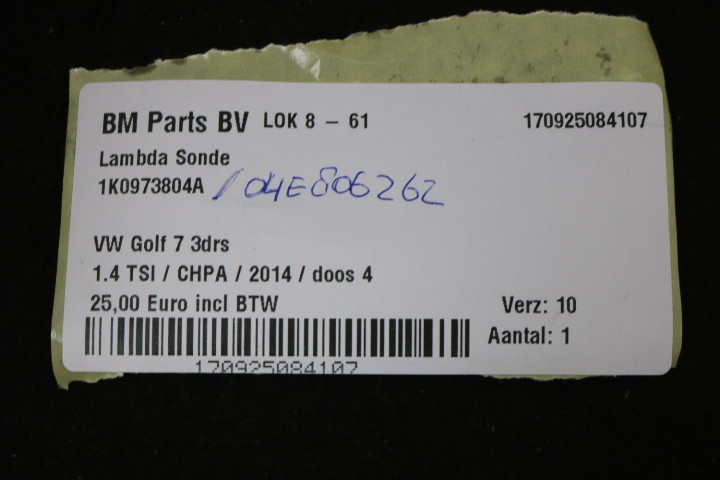 BM Parts BV LOK 8 - 61 170925084107
Lambda Sonde
1K0973804A / 04E806262
VW Golf 7 3drs
1.4 TSI / CHPA / 2014 / doos 4
25,00 Euro incl BTW Verz: 10
Aantal: 1
170925084107